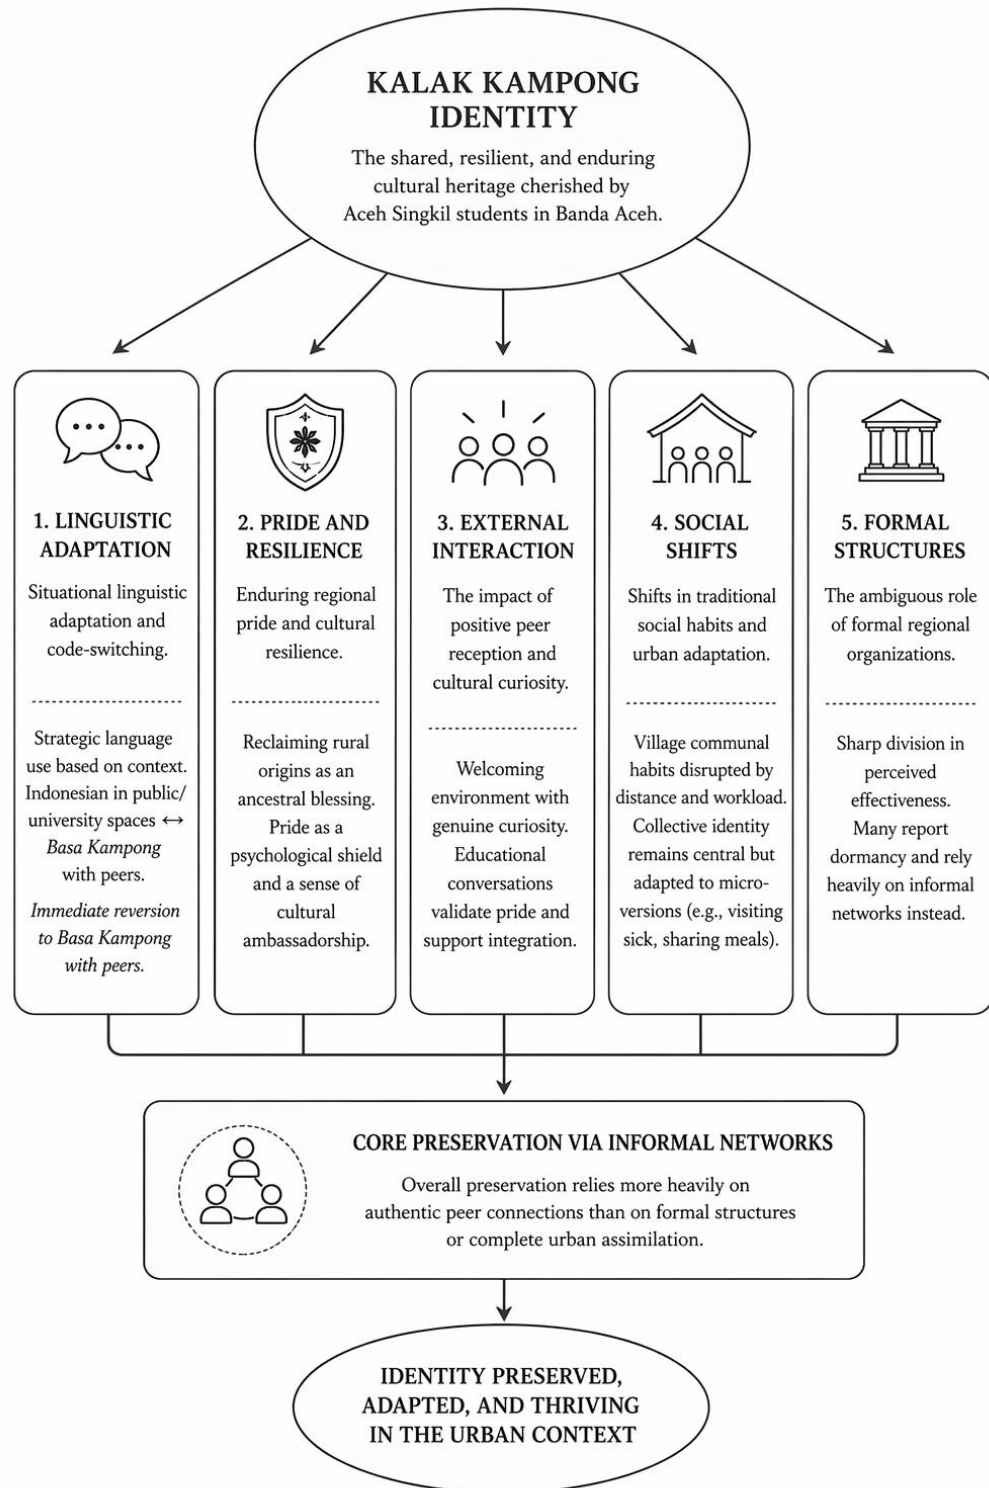 KALAK KAMPONG
IDENTITY
The shared, resilient, and enduring
cultural heritage cherished by
Aceh Singkil students in Banda Aceh.
1. LINGUISTIC
ADAPTATION
Situational linguistic
adaptation and
code-switching.
Strategic language
use based on context.
Indonesian in public/
university spaces ↔
Basa Kampong
with peers.
Immediate reversion
to Basa Kampong
with peers.
2. PRIDE AND
RESILIENCE
Enduring regional
pride and cultural
resilience.
Reclaiming rural
origins as an
ancestral blessing.
Pride as a
psychological shield
and a sense of
cultural
ambassadorship.
3. EXTERNAL
INTERACTION
The impact of
positive peer
reception and
cultural curiosity.
Welcoming
environment with
genuine curiosity.
Educational
conversations
validate pride and
support integration.
4. SOCIAL
SHIFTS
Shifts in traditional
social habits and
urban adaptation.
Village communal
habits disrupted by
distance and workload.
Collective identity
remains central but
adapted to micro-
versions (e.g., visiting
sick, sharing meals).
5. FORMAL
STRUCTURES
The ambiguous role
of formal regional
organizations.
Sharp division in
perceived
effectiveness.
Many report
dormancy and rely
heavily on informal
networks instead.
CORE PRESERVATION VIA INFORMAL NETWORKS
Overall preservation relies more heavily on
authentic peer connections than on formal structures
or complete urban assimilation.
IDENTITY PRESERVED,
ADAPTED, AND THRIVING
IN THE URBAN CONTEXT